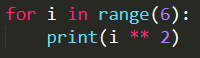 for i in range(6):
    print(i ** 2)